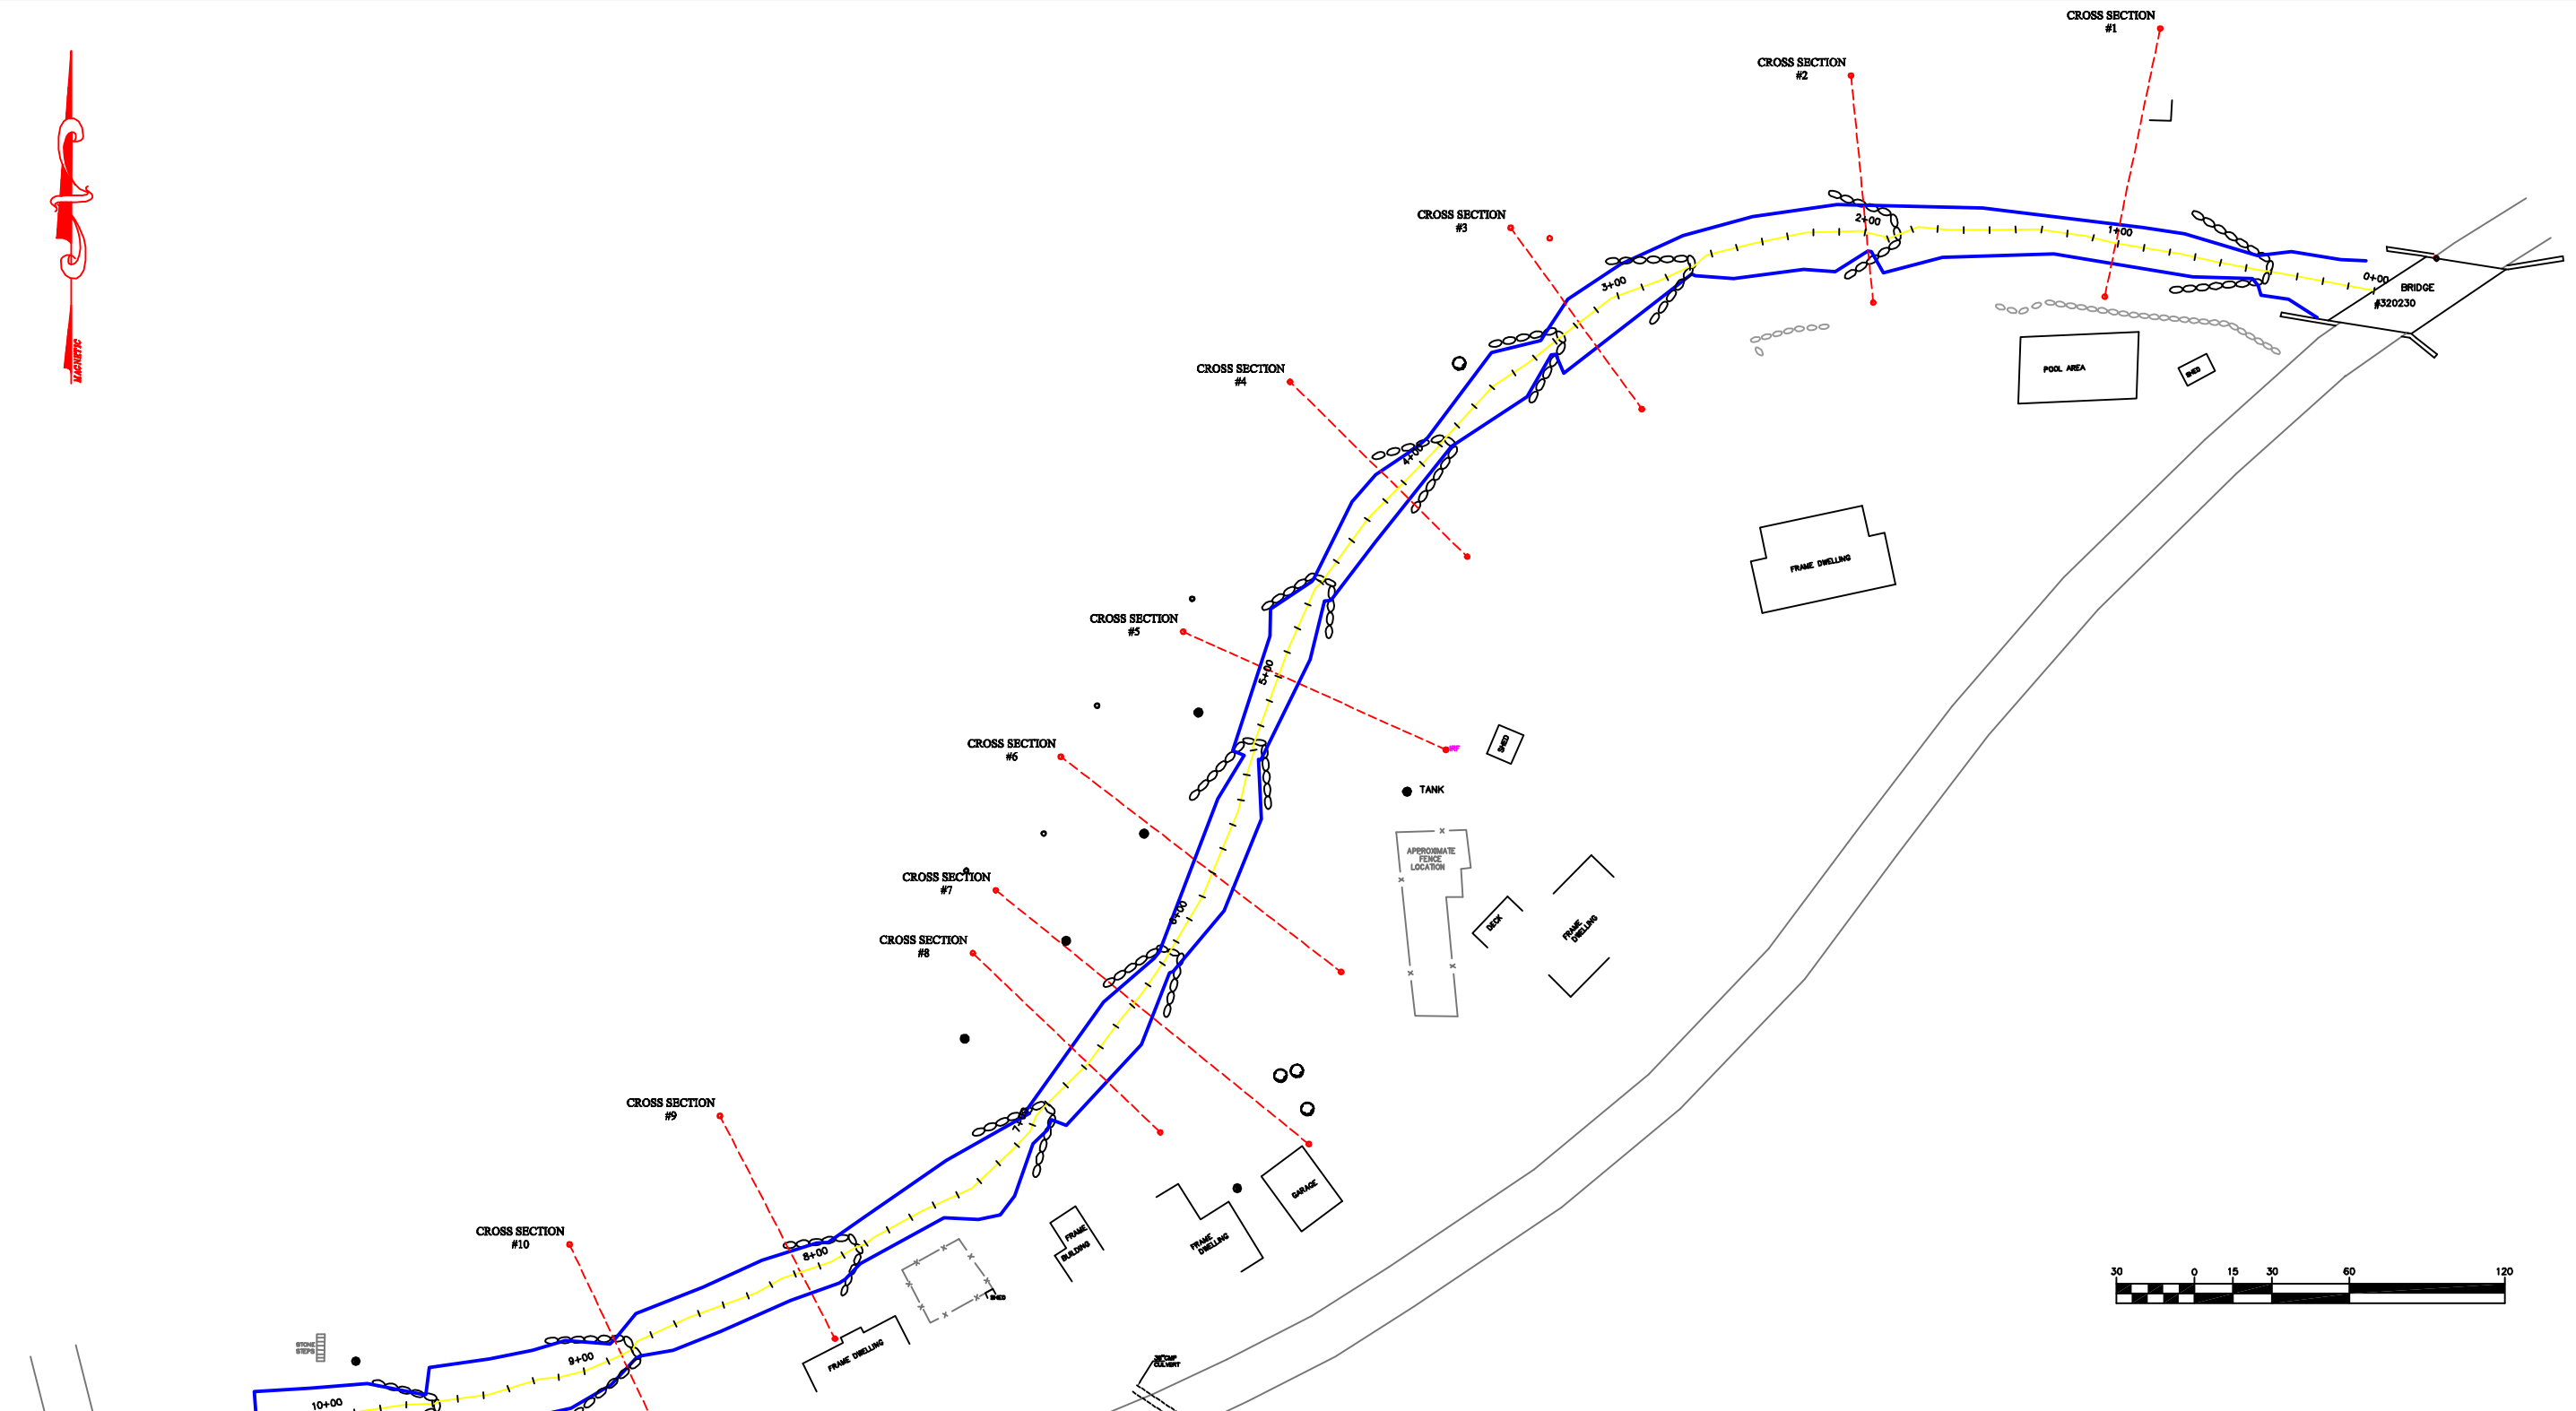 CROSS SECTION
#1
CROSS SECTION
#2
CROSS SECTION
#3
2+00
1+00
0+00
BRIDGE
#320230
3+00
MAGNETIC
CROSS SECTION
#4
POOL AREA
SHED
4+00
FRAME DWELLING
CROSS SECTION
#5
5+00
IRF
SHED
CROSS SECTION
#6
TANK
APPROXIMATE
FENCE
LOCATION
CROSS SECTION
#7
6+00
DECK
FRAME
DWELLING
CROSS SECTION
#8
CROSS SECTION
#9
GARAGE
FRAME
BUILDING
FRAME
DWELLING
CROSS SECTION
#10
8+00
SHED
30 0 15 30 60 120
STONE
STEPS
9+00
FRAME DWELLING
CULVERT
10+00